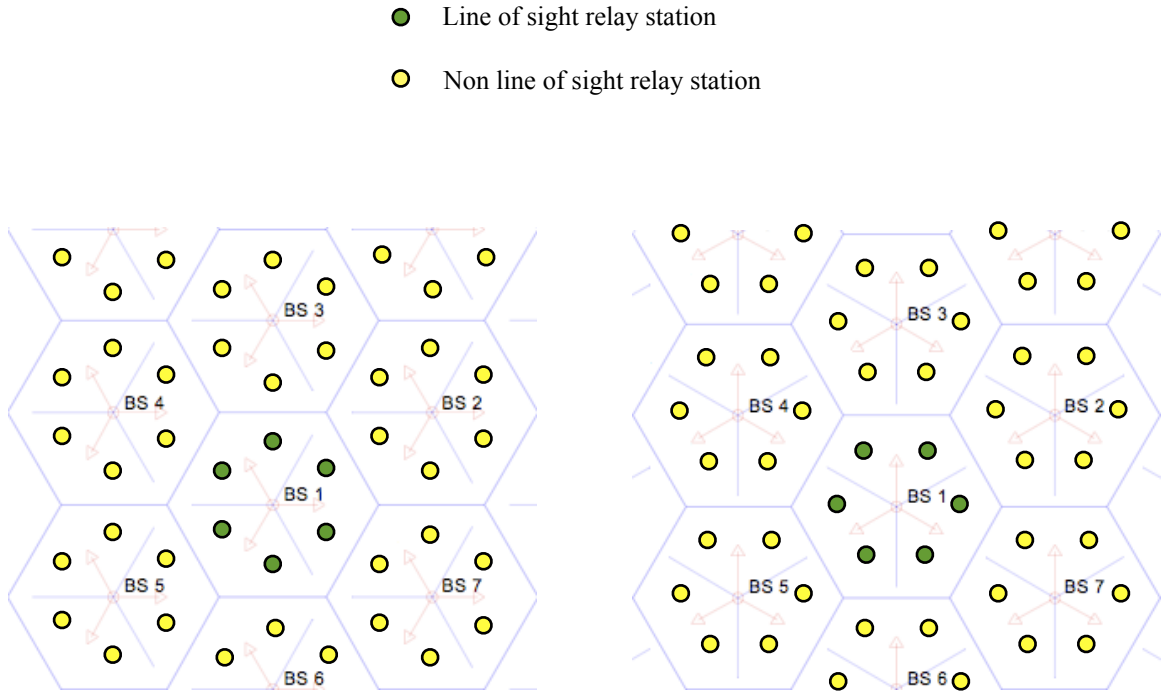 Line of sight relay station
Non line of sight relay station
BS 3
BS 4
BS 2
BS 1
BS 5
BS 7
BS 6
BS 3
BS 4
BS 2
BS 1
BS 5
BS 7
BS 6